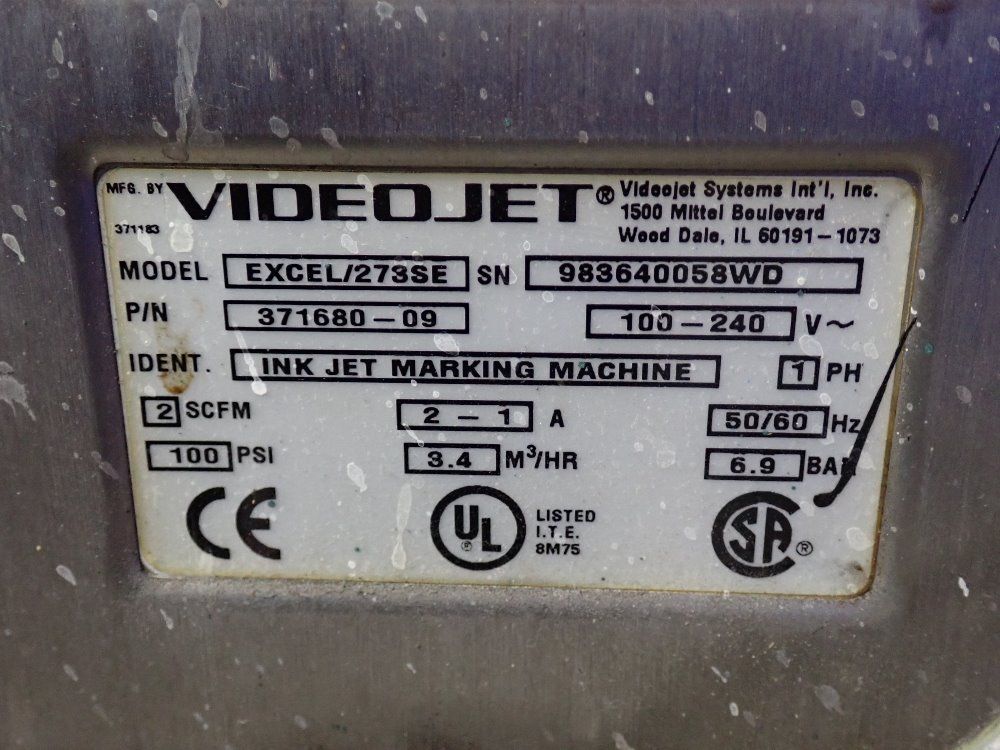 MFG. BY VIDEOJET® Videojet Systems Int'l, Inc.
1500 Mittel Boulevard
371183
Wood Dale, IL 60191-1073
MODEL EXCEL/273SE SN 983640058WD
P/N 371680-09 100-240 V~
IDENT. INK JET MARKING MACHINE 1 PH
2 SCFM 2 - 1 A 50/60 Hz
100 PSI 3.4 M³/HR 6.9 BAR
CE
UL LISTED
I.T.E.
8M75
SA ®